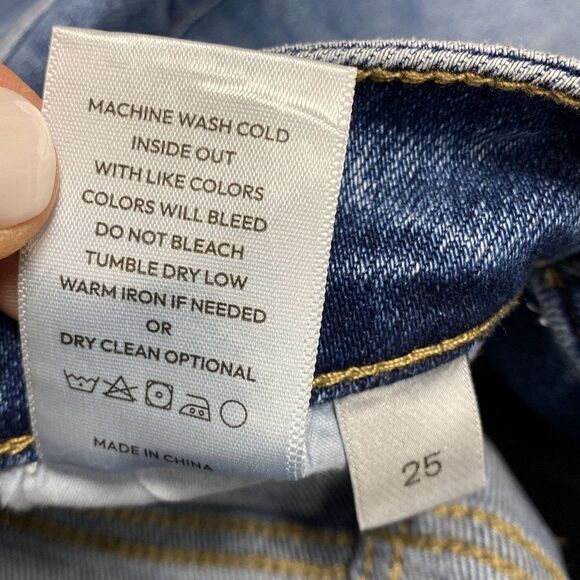 MACHINE WASH COLD
INSIDE OUT
WITH LIKE COLORS
COLORS WILL BLEED
DO NOT BLEACH
TUMBLE DRY LOW
WARM IRON IF NEEDED
OR
DRY CLEAN OPTIONAL
MADE IN CHINA
25